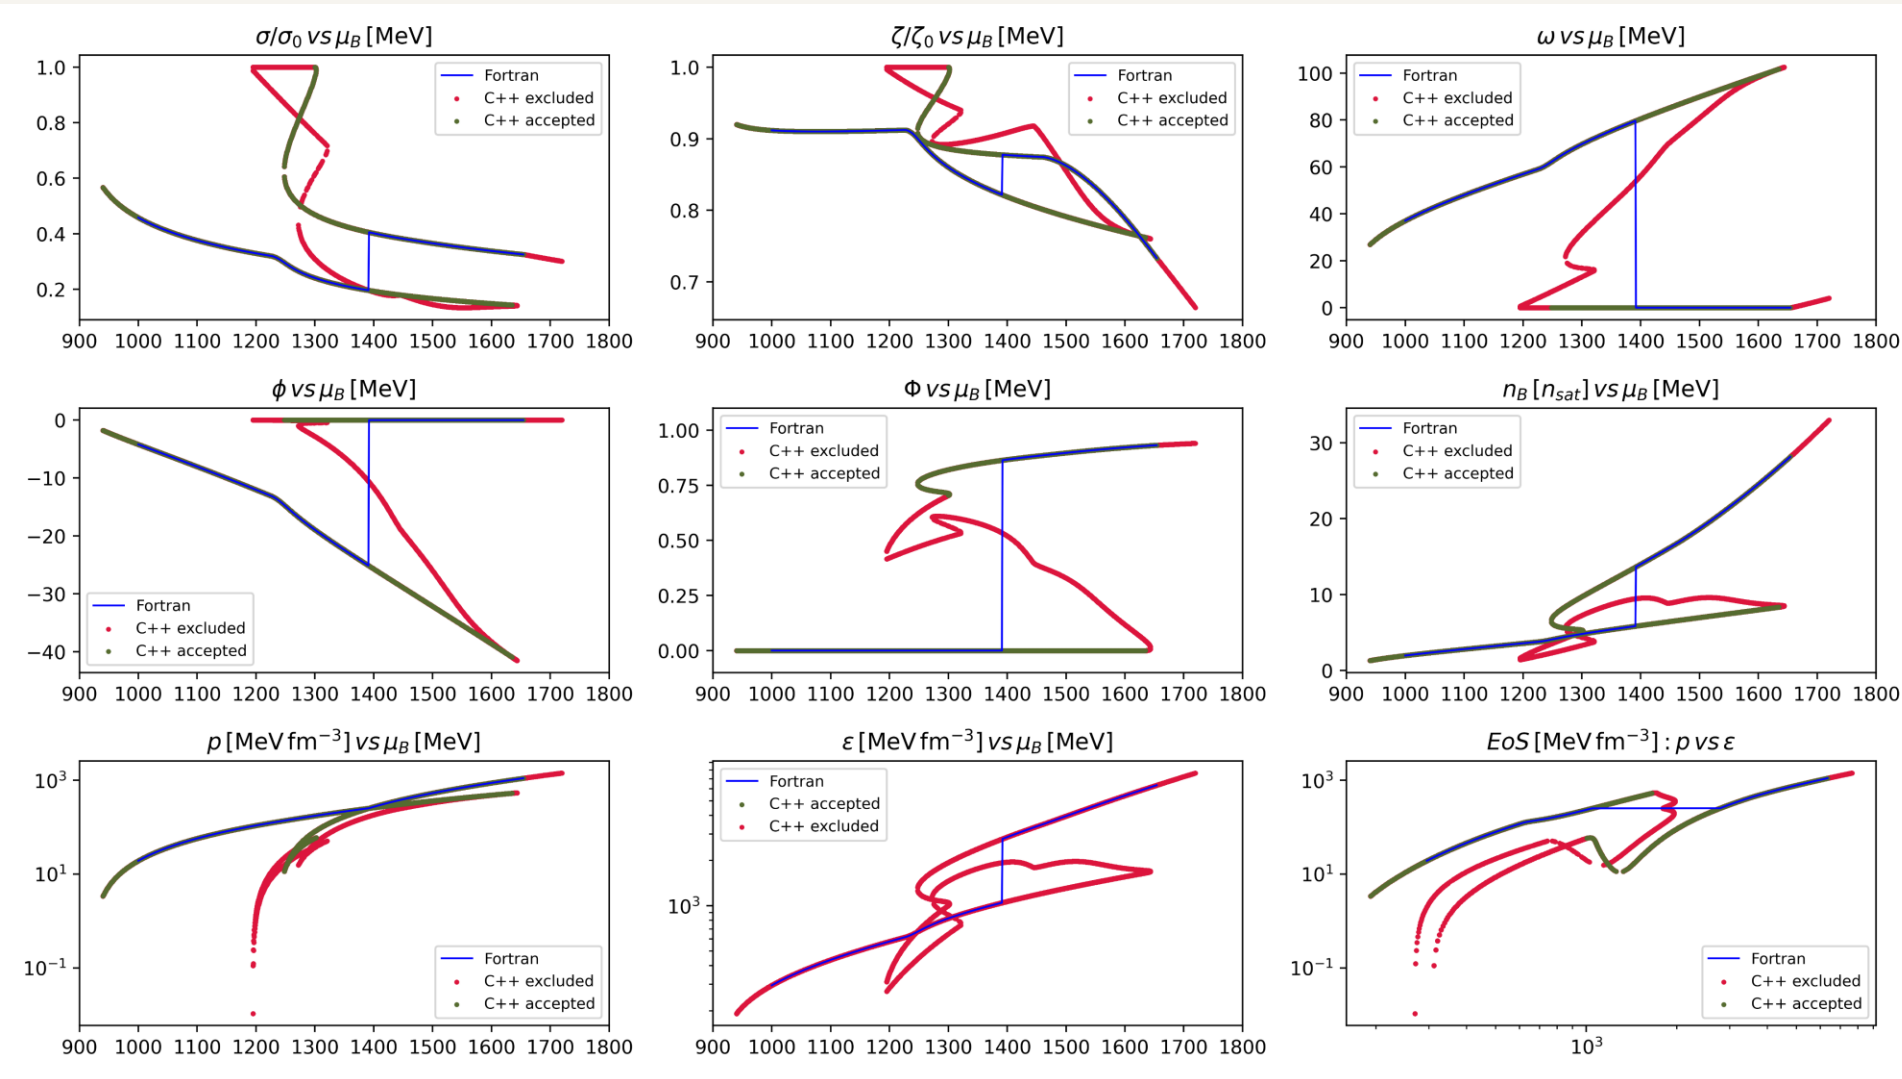 σ/σ₀ vs μ_B [MeV]
1.0
0.8
0.6
0.4
0.2
Fortran
C++ excluded
C++ accepted
900 1000 1100 1200 1300 1400 1500 1600 1700 1800
ζ/ζ₀ vs μ_B [MeV]
1.0
0.9
0.8
0.7
Fortran
C++ excluded
C++ accepted
900 1000 1100 1200 1300 1400 1500 1600 1700 1800
ω vs μ_B [MeV]
100
80
60
40
20
0
Fortran
C++ excluded
C++ accepted
900 1000 1100 1200 1300 1400 1500 1600 1700 1800
ϕ vs μ_B [MeV]
0
−10
−20
−30
−40
Fortran
C++ excluded
C++ accepted
900 1000 1100 1200 1300 1400 1500 1600 1700 1800
Φ vs μ_B [MeV]
1.00
0.75
0.50
0.25
0.00
Fortran
C++ excluded
C++ accepted
900 1000 1100 1200 1300 1400 1500 1600 1700 1800
n_B [n_sat] vs μ_B [MeV]
30
20
10
0
Fortran
C++ excluded
C++ accepted
900 1000 1100 1200 1300 1400 1500 1600 1700 1800
p [MeV fm⁻³] vs μ_B [MeV]
10³
10¹
10⁻¹
Fortran
C++ excluded
C++ accepted
900 1000 1100 1200 1300 1400 1500 1600 1700 1800
ε [MeV fm⁻³] vs μ_B [MeV]
10³
Fortran
C++ accepted
C++ excluded
900 1000 1100 1200 1300 1400 1500 1600 1700 1800
EoS [MeV fm⁻³] : p vs ε
10³
10¹
10⁻¹
Fortran
C++ excluded
C++ accepted
10³